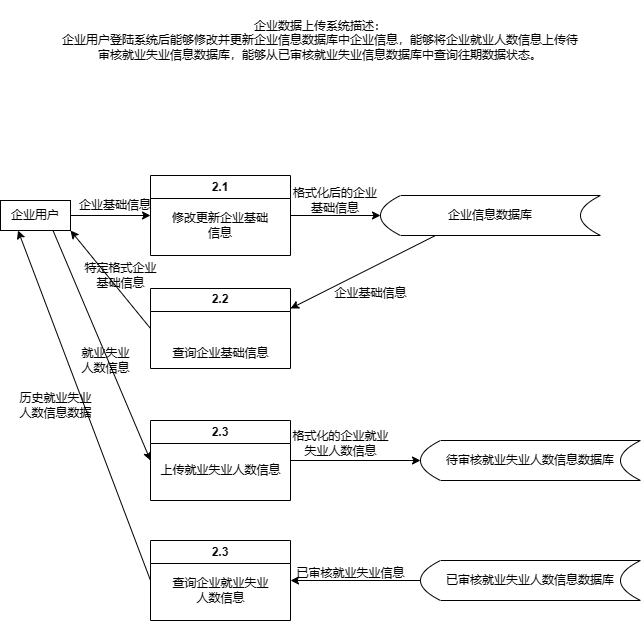 企业数据上传系统描述:
企业用户登陆系统后能够修改并更新企业信息数据库中企业信息，能够将企业就业人数信息上传待
审核就业失业信息数据库，能够从已审核就业失业信息数据库中查询往期数据状态。
2.1
企业用户
企业基础信息
修改更新企业基础
信息
格式化后的企业
基础信息
企业信息数据库
特定格式企业
基础信息
2.2
查询企业基础信息
企业基础信息
就业失业
人数信息
历史就业失业
人数信息数据
2.3
上传就业失业人数信息
格式化的企业就业
失业人数信息
待审核就业失业人数信息数据库
2.3
查询企业就业失业
人数信息
已审核就业失业信息
已审核就业失业人数信息数据库